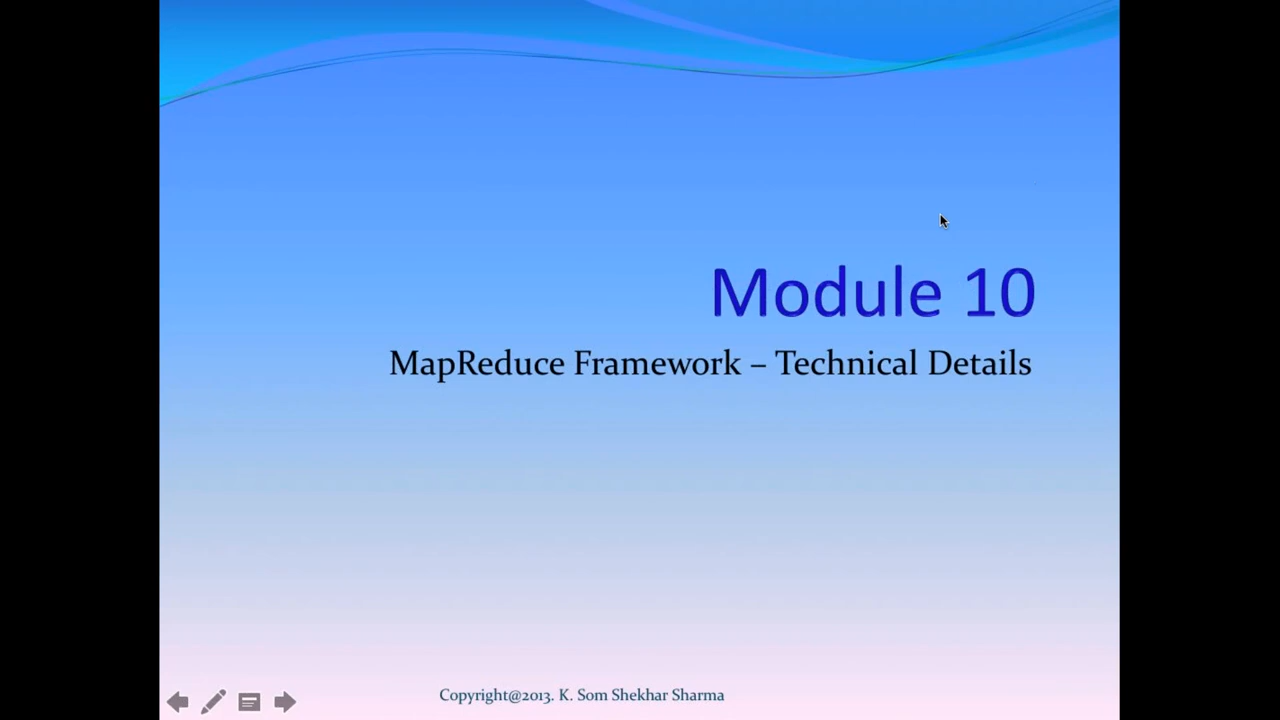 Module 10
MapReduce Framework – Technical Details
Copyright@2013. K. Som Shekhar Sharma